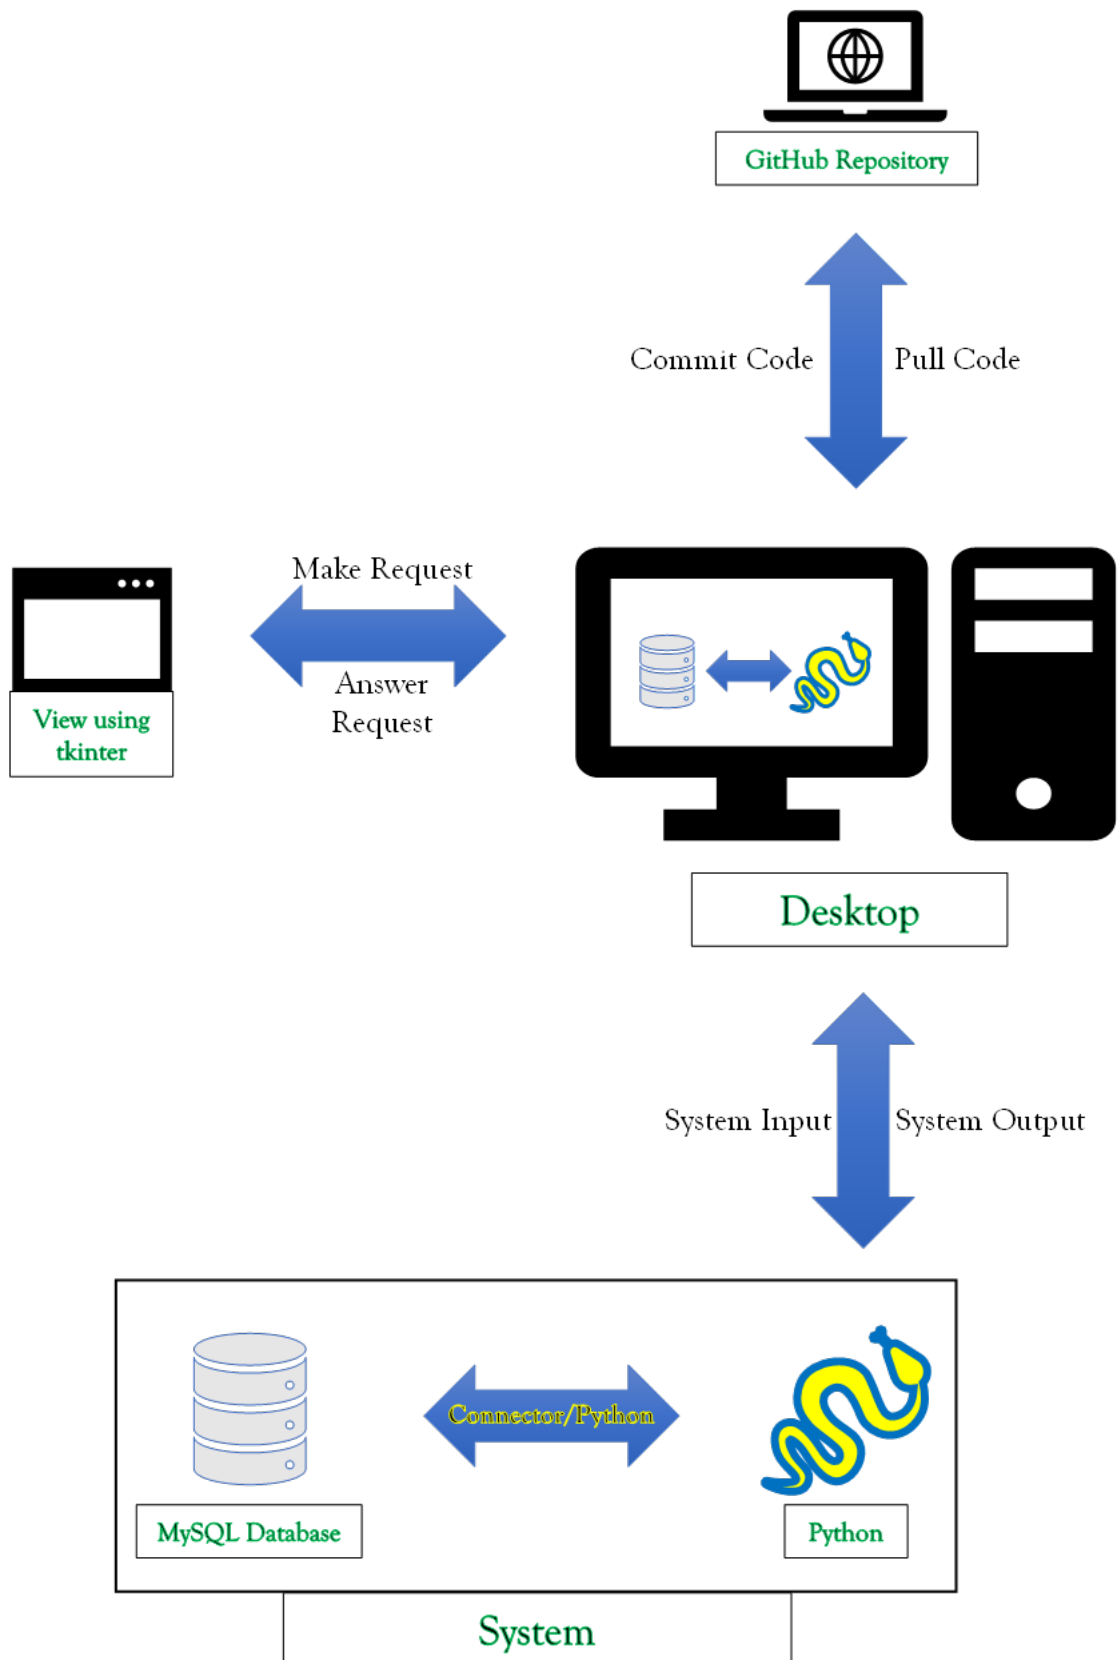 GitHub Repository
Commit Code
Pull Code
Make Request
Answer
Request
View using
tkinter
Desktop
System Input
System Output
Connector/Python
MySQL Database
Python
System